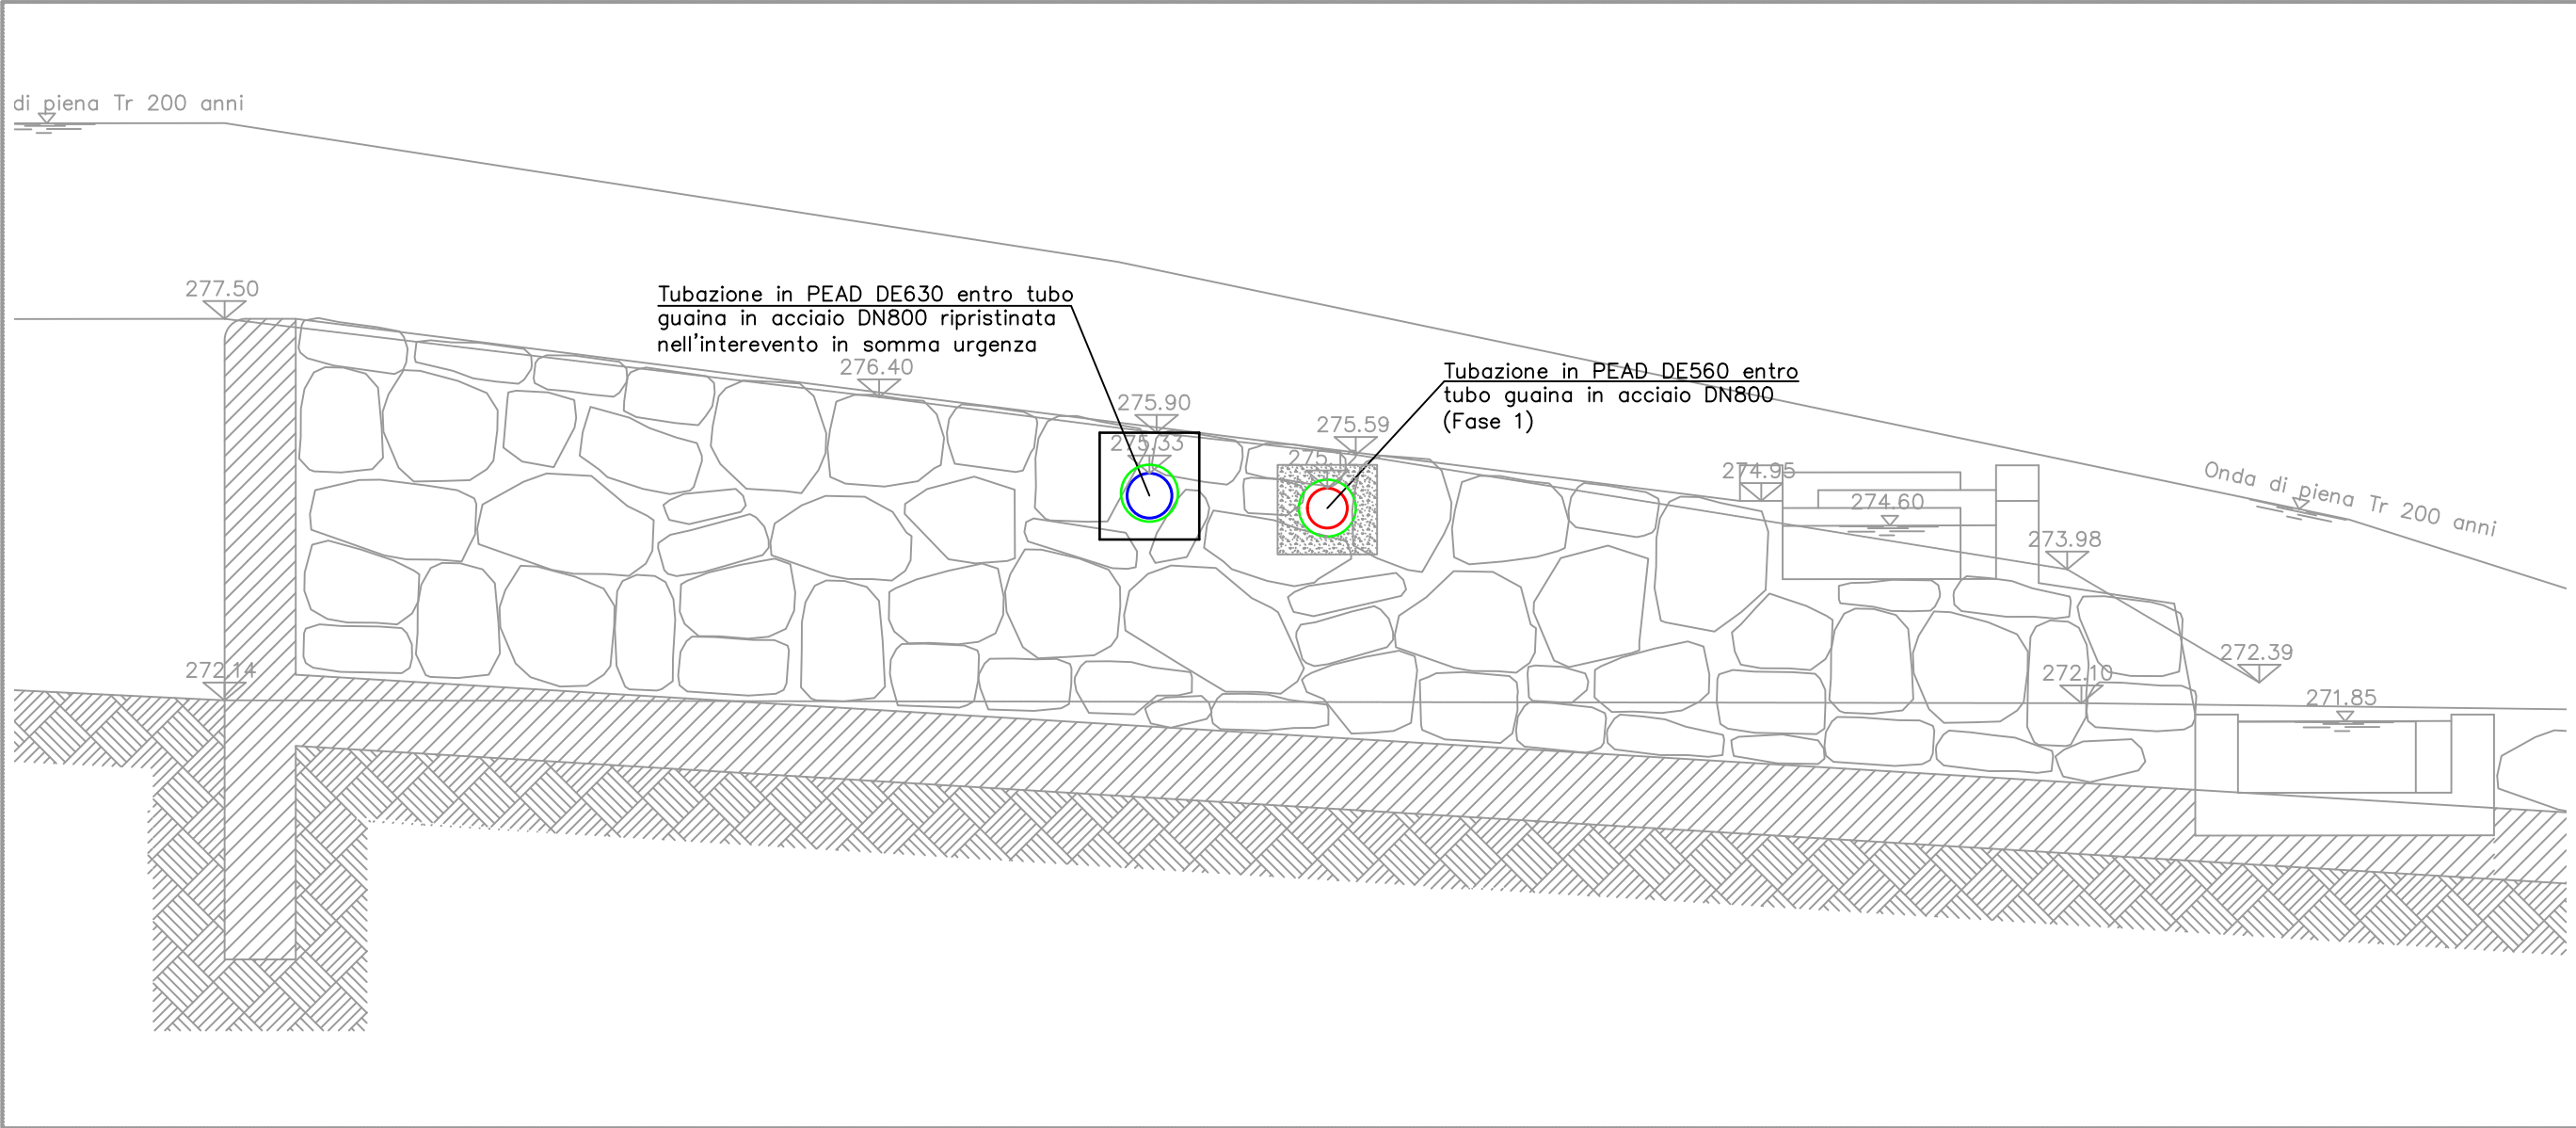 di piena Tr 200 anni
277.50
Tubazione in PEAD DE630 entro tubo
guaina in acciaio DN800 ripristinata
nell'interevento in somma urgenza
276.40
Tubazione in PEAD DE560 entro
tubo guaina in acciaio DN800
(Fase 1)
275.90
275.33
275.59
274.95
274.60
Onda di piena Tr 200 anni
273.98
272.14
272.10
272.39
271.85